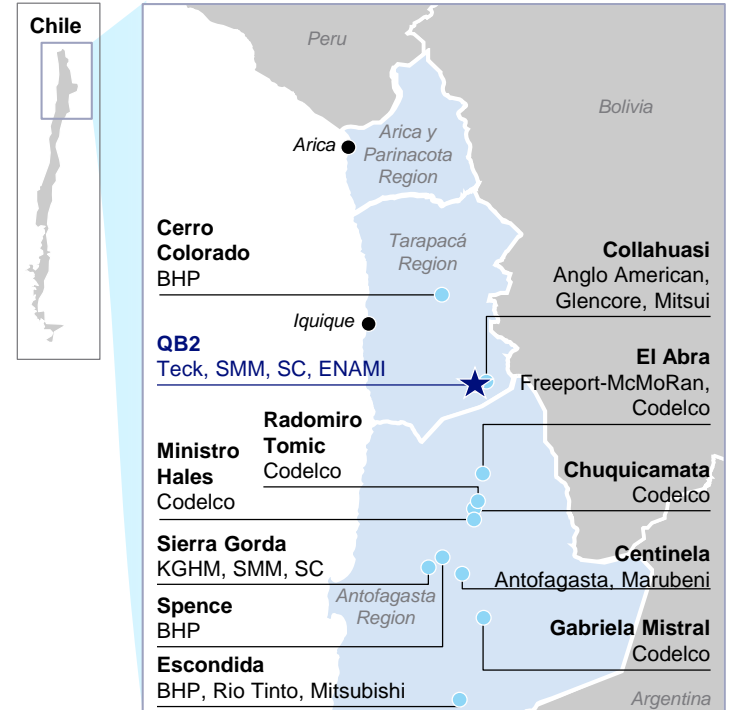 Chile
Peru
Bolivia
Arica
Arica y
Parinacota
Region
Cerro
Colorado
BHP
Tarapacá
Region
Collahuasi
Anglo American,
Glencore, Mitsui
Iquique
QB2
Teck, SMM, SC, ENAMI
El Abra
Freeport-McMoRan,
Codelco
Radomiro
Tomic
Codelco
Ministro
Hales
Codelco
Chuquicamata
Codelco
Sierra Gorda
KGHM, SMM, SC
Centinela
Antofagasta, Marubeni
Antofagasta
Region
Spence
BHP
Gabriela Mistral
Codelco
Escondida
BHP, Rio Tinto, Mitsubishi
Argentina